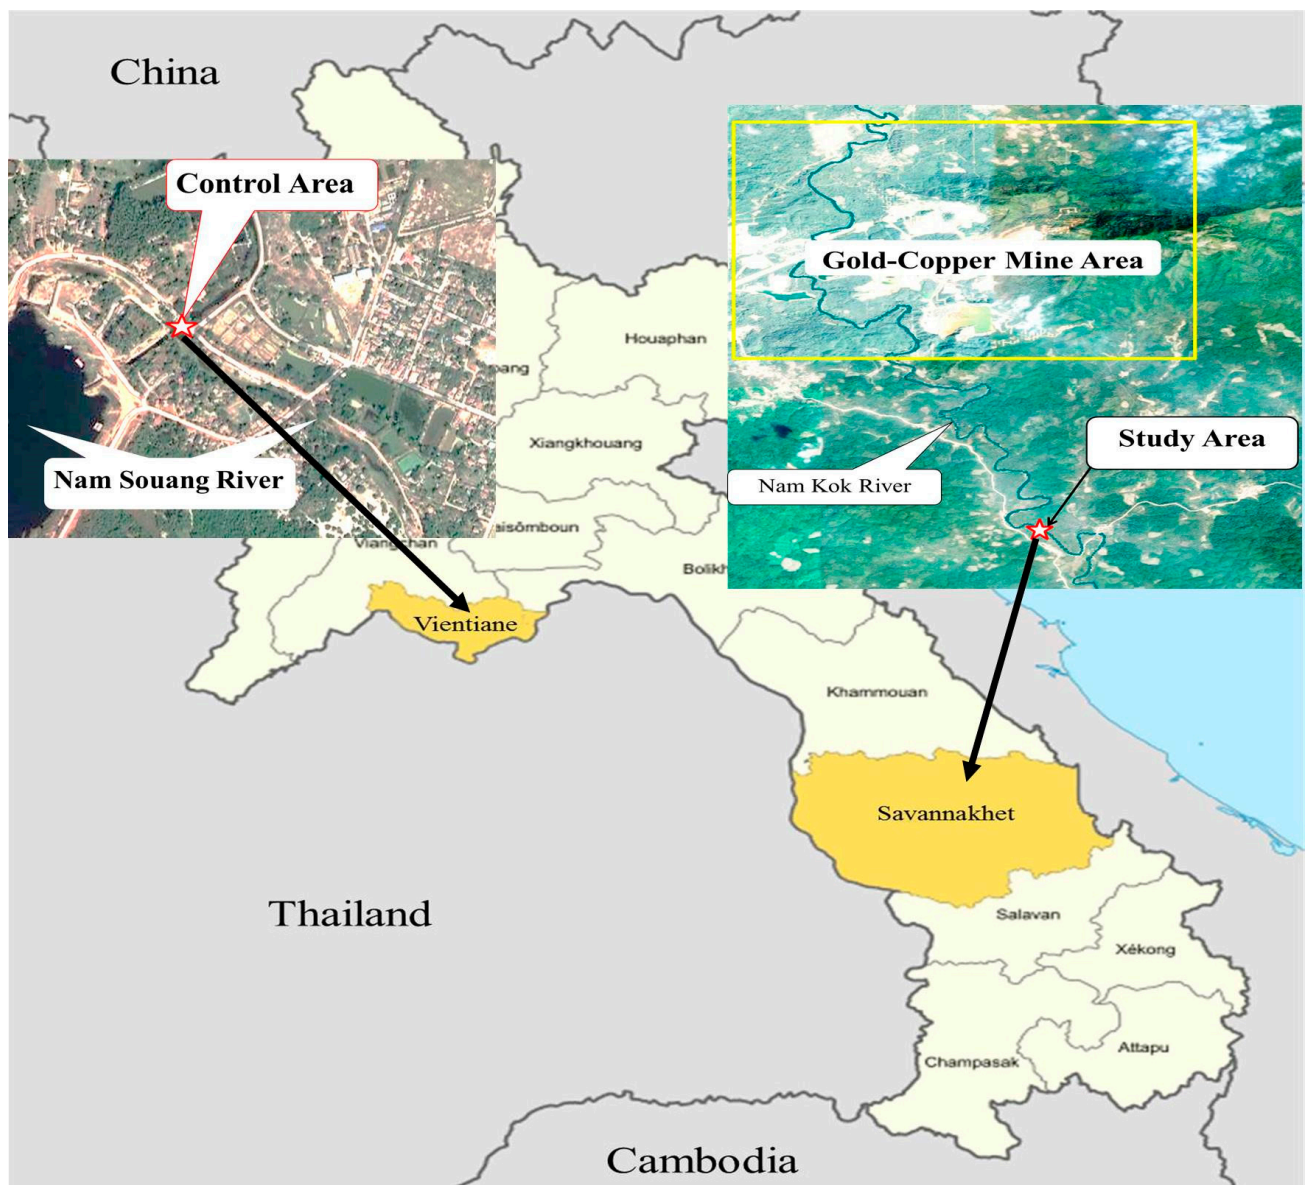 China
Control Area
Gold-Copper Mine Area
Houaphan
Study Area
Xiangkhouang
Nam Souang River
Nam Kok River
Vientiane
Khammouan
Savannakhet
Thailand
Salavan
Xékong
Attapu
Champasak
Cambodia